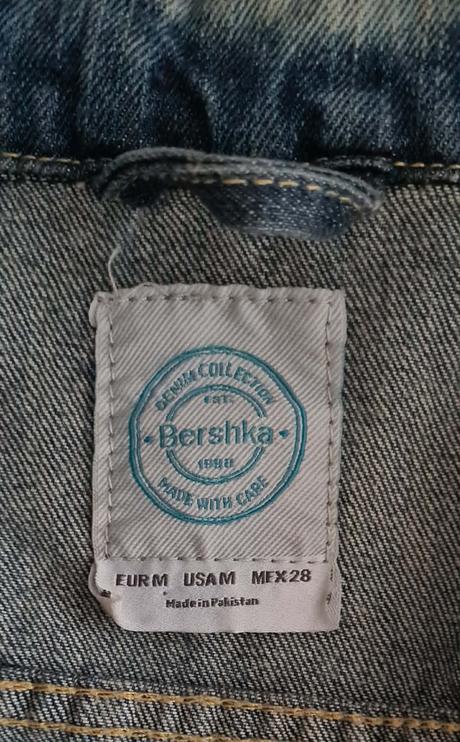 DENIM COLLECTION
EST.
Bershka
1998
MADE WITH CARE
EUR M USA M MEX 28
Made in Pakistan